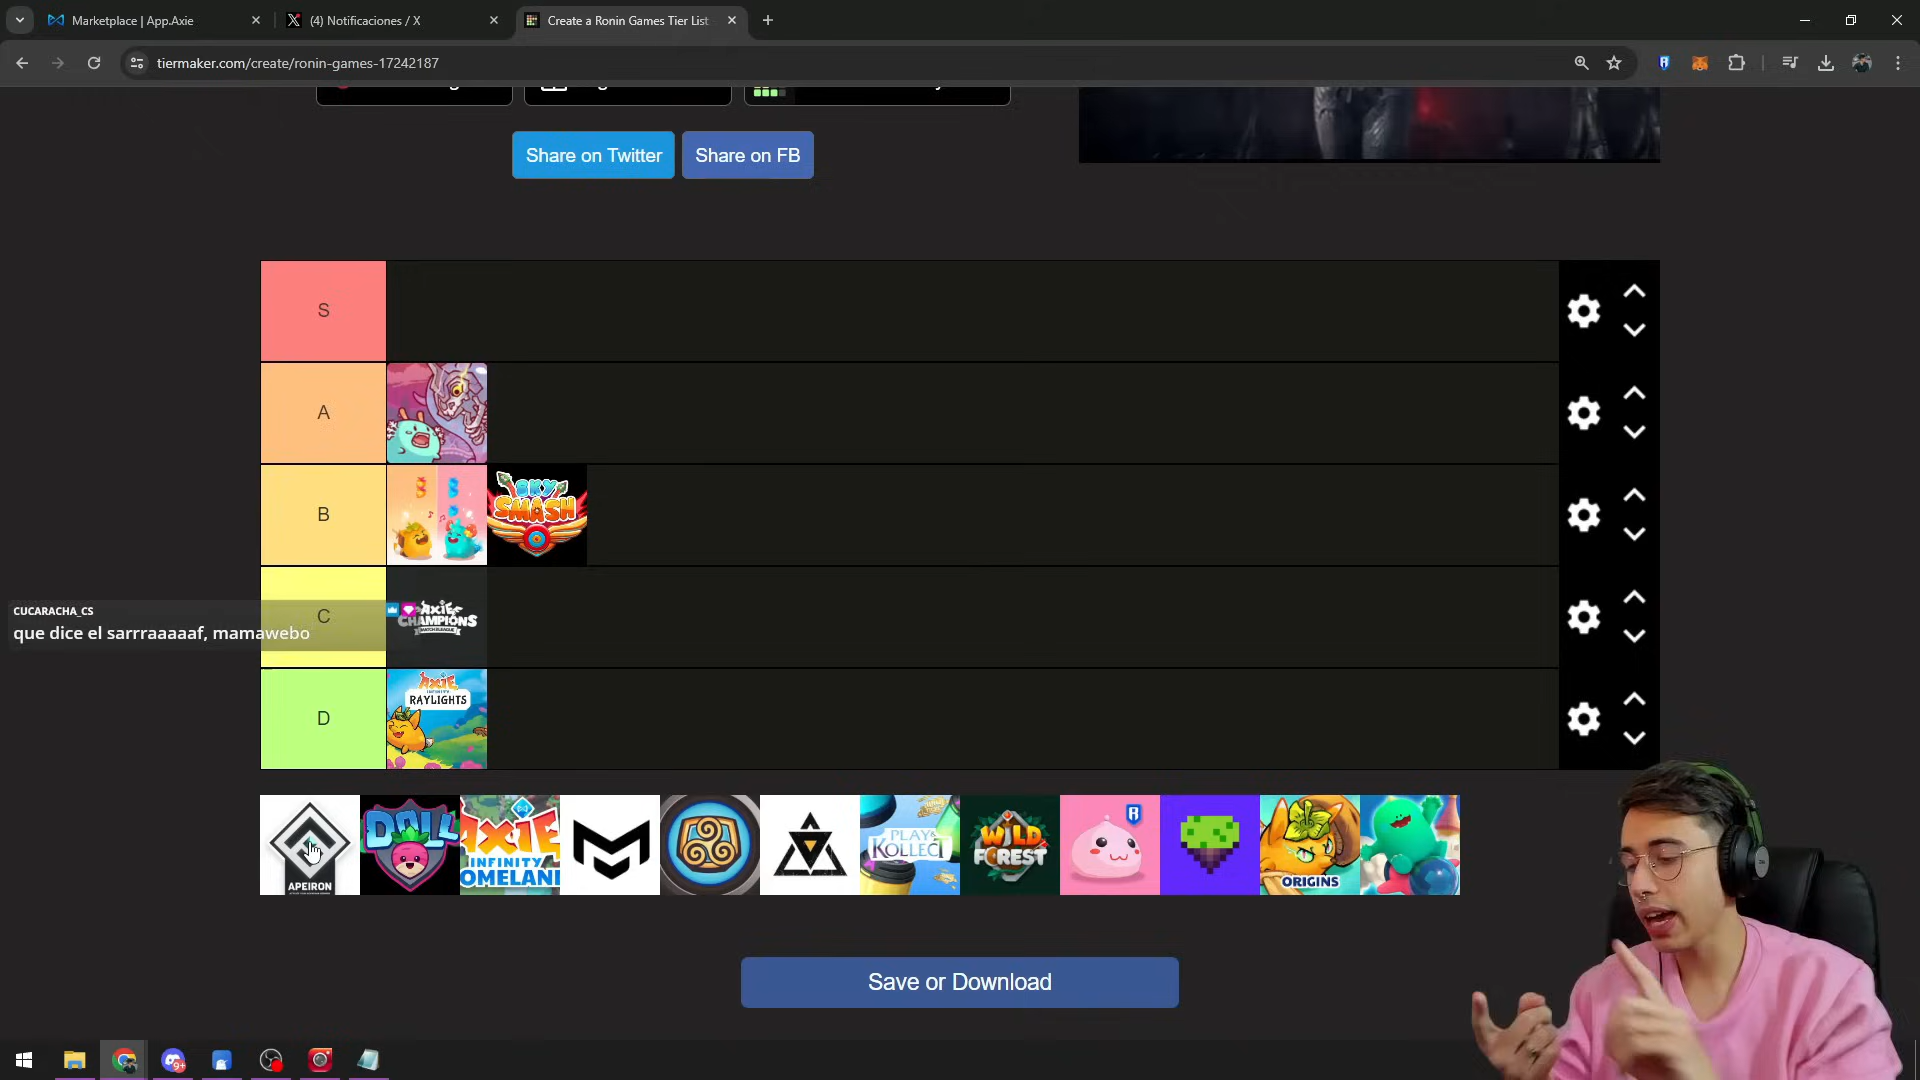 Marketplace | App.Axie
(4) Notificaciones / X
Create a Ronin Games Tier List
tiermaker.com/create/ronin-games-17242187
Share on Twitter
Share on FB
S
A
B
SKY
SMASH
C
AXIE
CHAMPIONS
CUCARACHA_CS
que dice el sarrraaaaaf, mamawebo
D
AXIE
RAYLIGHTS
APEIRON
DOLL
AXIE
INFINITY
OMELAND
PLAY&
KOLLECT
WILD
FOREST
ORIGINS
Save or Download
9+